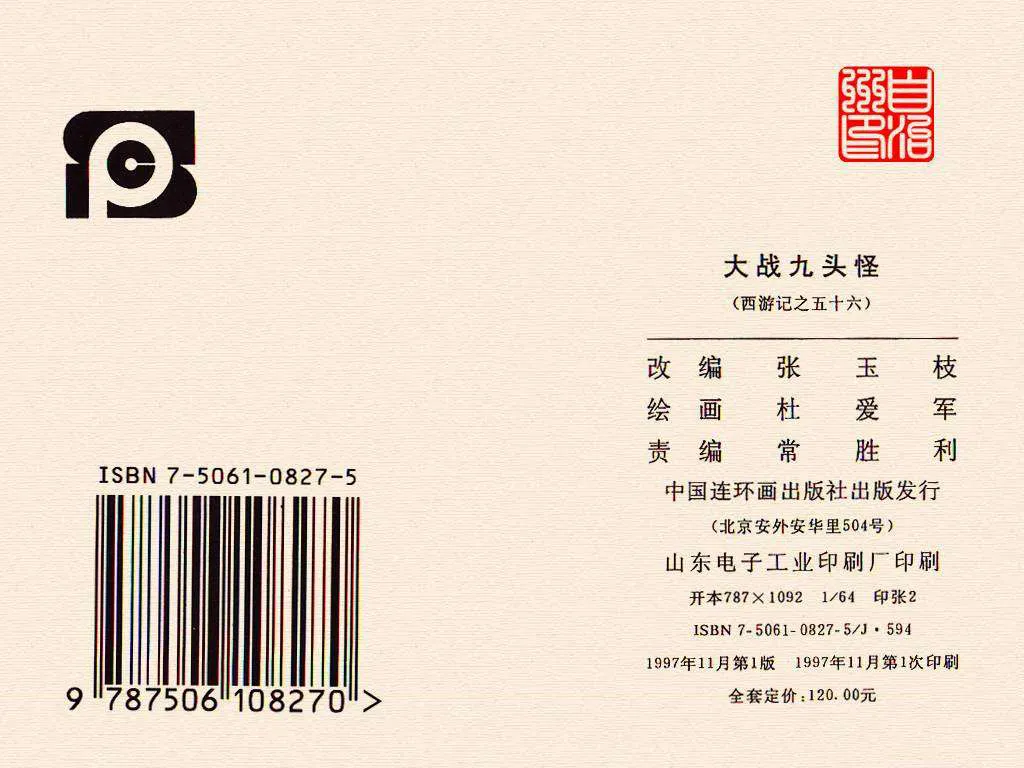 大战九头怪
(西游记之五十六)
改编 张玉枝
绘画 杜爱军
责编 常胜利
中国连环画出版社出版发行
(北京安外安华里504号)
山东电子工业印刷厂印刷
开本787×1092 1/64 印张2
ISBN 7-5061-0827-5/J·594
1997年11月第1版 1997年11月第1次印刷
全套定价:120.00元
ISBN 7-5061-0827-5
9 787506 108270 >